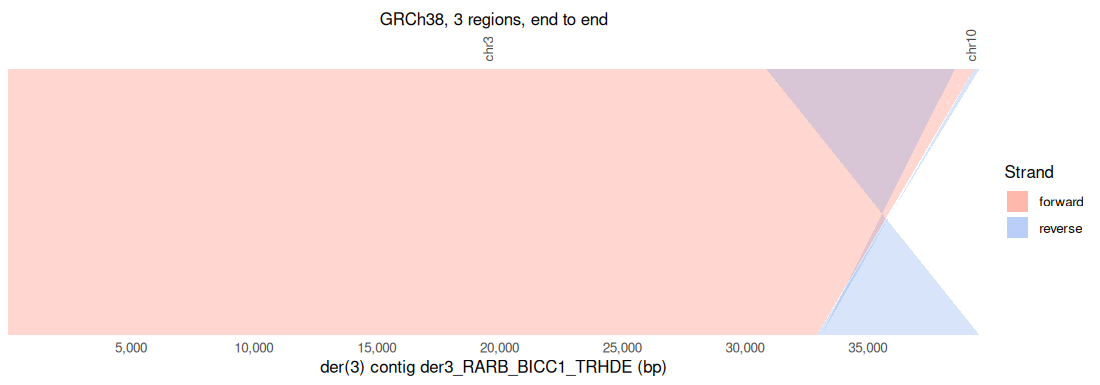 GRCh38, 3 regions, end to end
chr3
chr10
Strand
forward
reverse
5,000
10,000
15,000
20,000
25,000
30,000
35,000
der(3) contig der3_RARB_BICC1_TRHDE (bp)